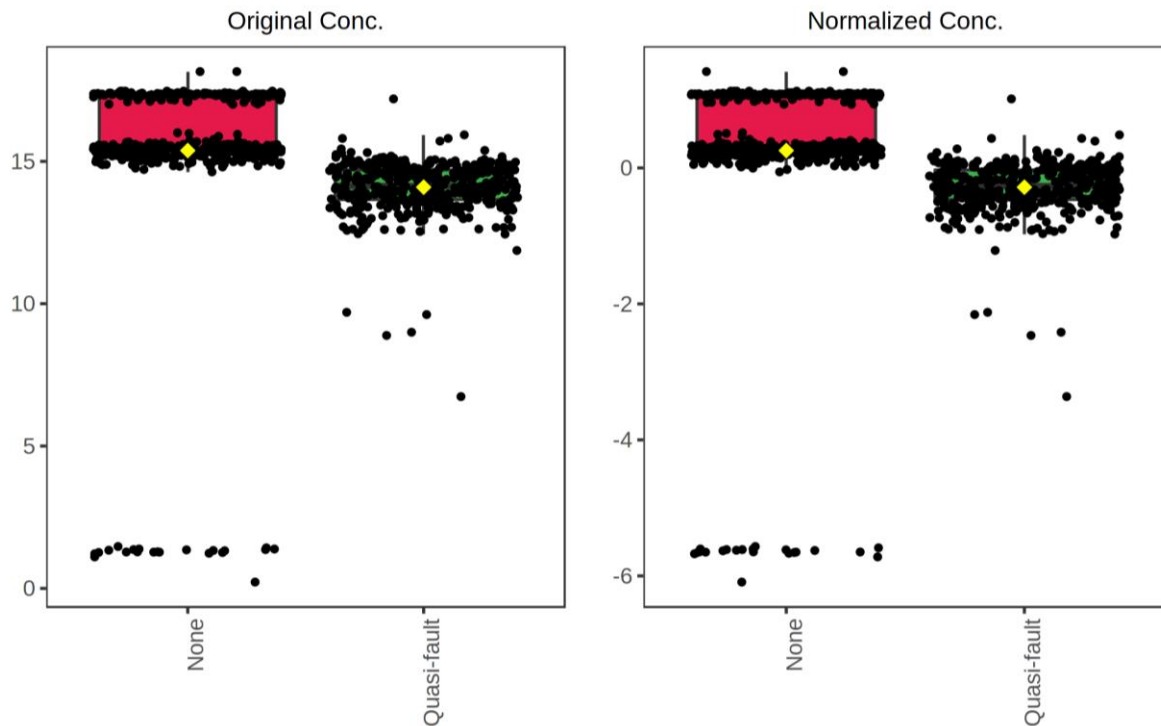 Original Conc.
Normalized Conc.
15
10
5
0
0
-2
-4
-6
None
Quasi-fault
None
Quasi-fault